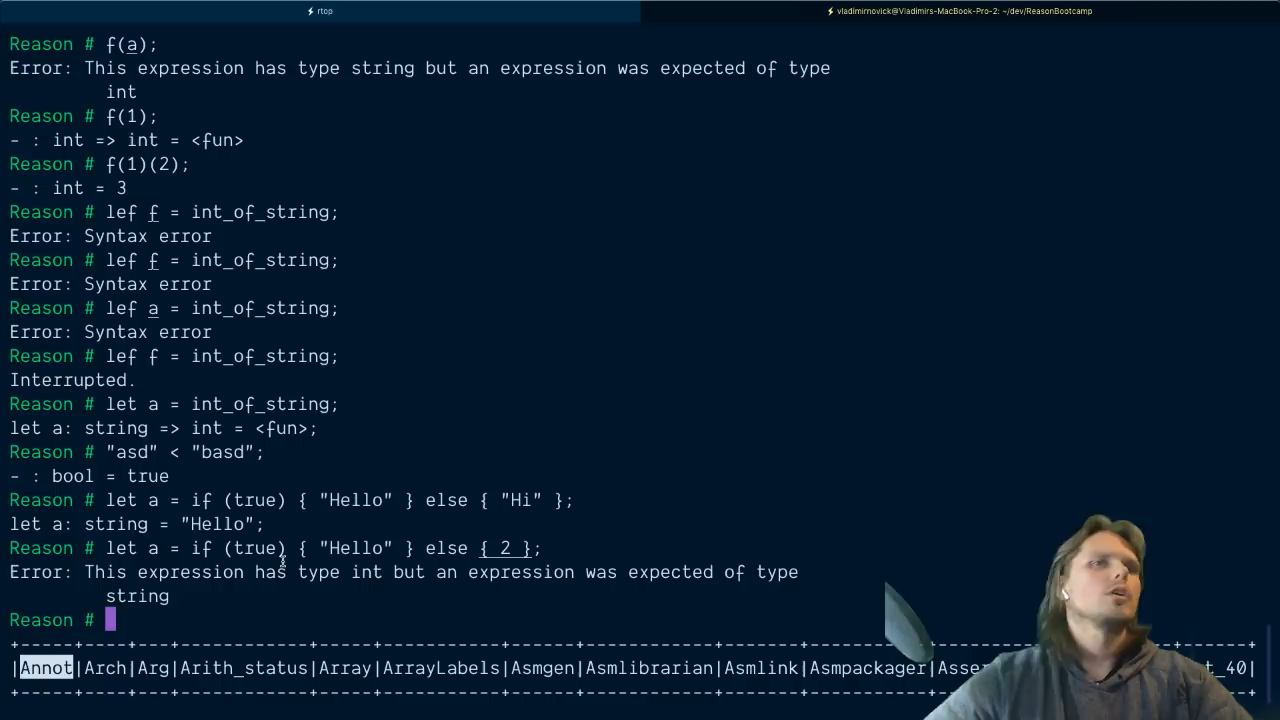 ⚡ rtop
⚡ vladimirnovick@Vladimirs-MacBook-Pro-2: ~/dev/ReasonBootcamp
Reason # f(a);
Error: This expression has type string but an expression was expected of type
int
Reason # f(1);
- : int => int = <fun>
Reason # f(1)(2);
- : int = 3
Reason # lef f = int_of_string;
Error: Syntax error
Reason # lef f = int_of_string;
Error: Syntax error
Reason # lef a = int_of_string;
Error: Syntax error
Reason # lef f = int_of_string;
Interrupted.
Reason # let a = int_of_string;
let a: string => int = <fun>;
Reason # "asd" < "basd";
- : bool = true
Reason # let a = if (true) { "Hello" } else { "Hi" };
let a: string = "Hello";
Reason # let a = if (true) { "Hello" } else { 2 };
Error: This expression has type int but an expression was expected of type
string
Reason #
|Annot|Arch|Arg|Arith_status|Array|ArrayLabels|Asmgen|Asmlibrarian|Asmlink|Asmpackager|